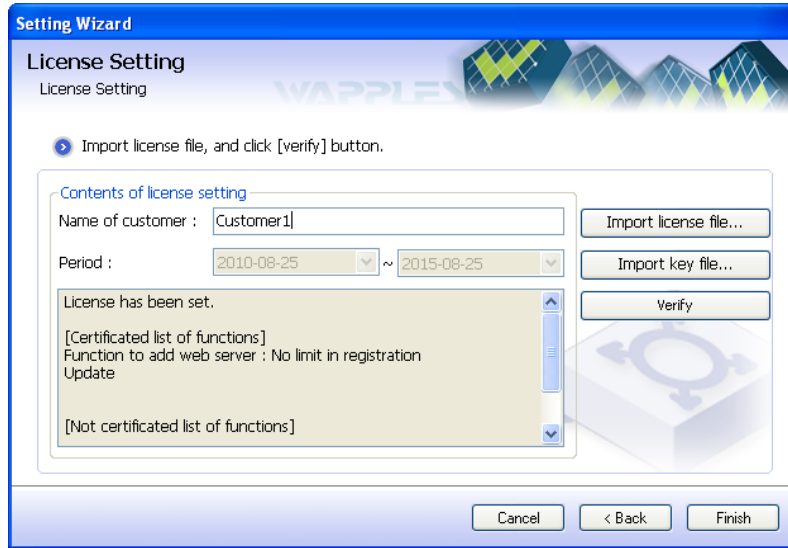 Setting Wizard
License Setting
License Setting
WAPPLES
Import license file, and click [verify] button.
Contents of license setting
Name of customer : Customer1 Import license file...
Period : 2010-08-25 ~ 2015-08-25 Import key file...
License has been set. Verify
[Certificated list of functions]
Function to add web server : No limit in registration
Update
[Not certificated list of functions]
Cancel < Back Finish